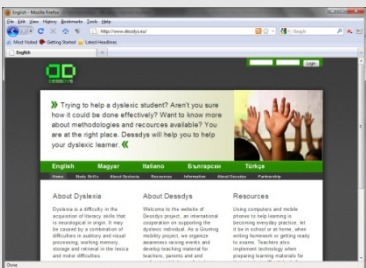 English - Mozilla Firefox
File Edit View History Bookmarks Tools Help
http://www.dessdys.eu/
Google
Most Visited Getting Started Latest Headlines
English
Login
DESSDYS
Trying to help a dyslexic student? Aren't you sure
how it could be done effectively? Want to know more
about methodologies and recources available? You
are at the right place. Dessdys will help you to help
your dyslexic learner.
English Magyar Italiano Български Türkçe
Home Study Skills About Dyslexia Resources Information About Dessdys Partnership
About Dyslexia
Dyslexia is a difficulty in the
acquisition of literacy skills that
is neurological in origin. It may
be caused by a combination of
difficulties in auditory and visual
processing, working memory,
storage and retrieval in the lexica
and motor difficulties.
About Dessdys
Welcome to the website of
Dessdys project, an international
cooperation on supporting the
dyslexic individual. As a Grundtvig
mobility project, we organize
awareness raising events and
develop teaching material for
teachers, parents and and
Resources
Using computers and mobile
phones to help learning is
becoming everyday practice, let
it be in school or at home, when
writing homework or getting ready
to exams. Teachers also
implement technology when
preparing learning materials for
Done